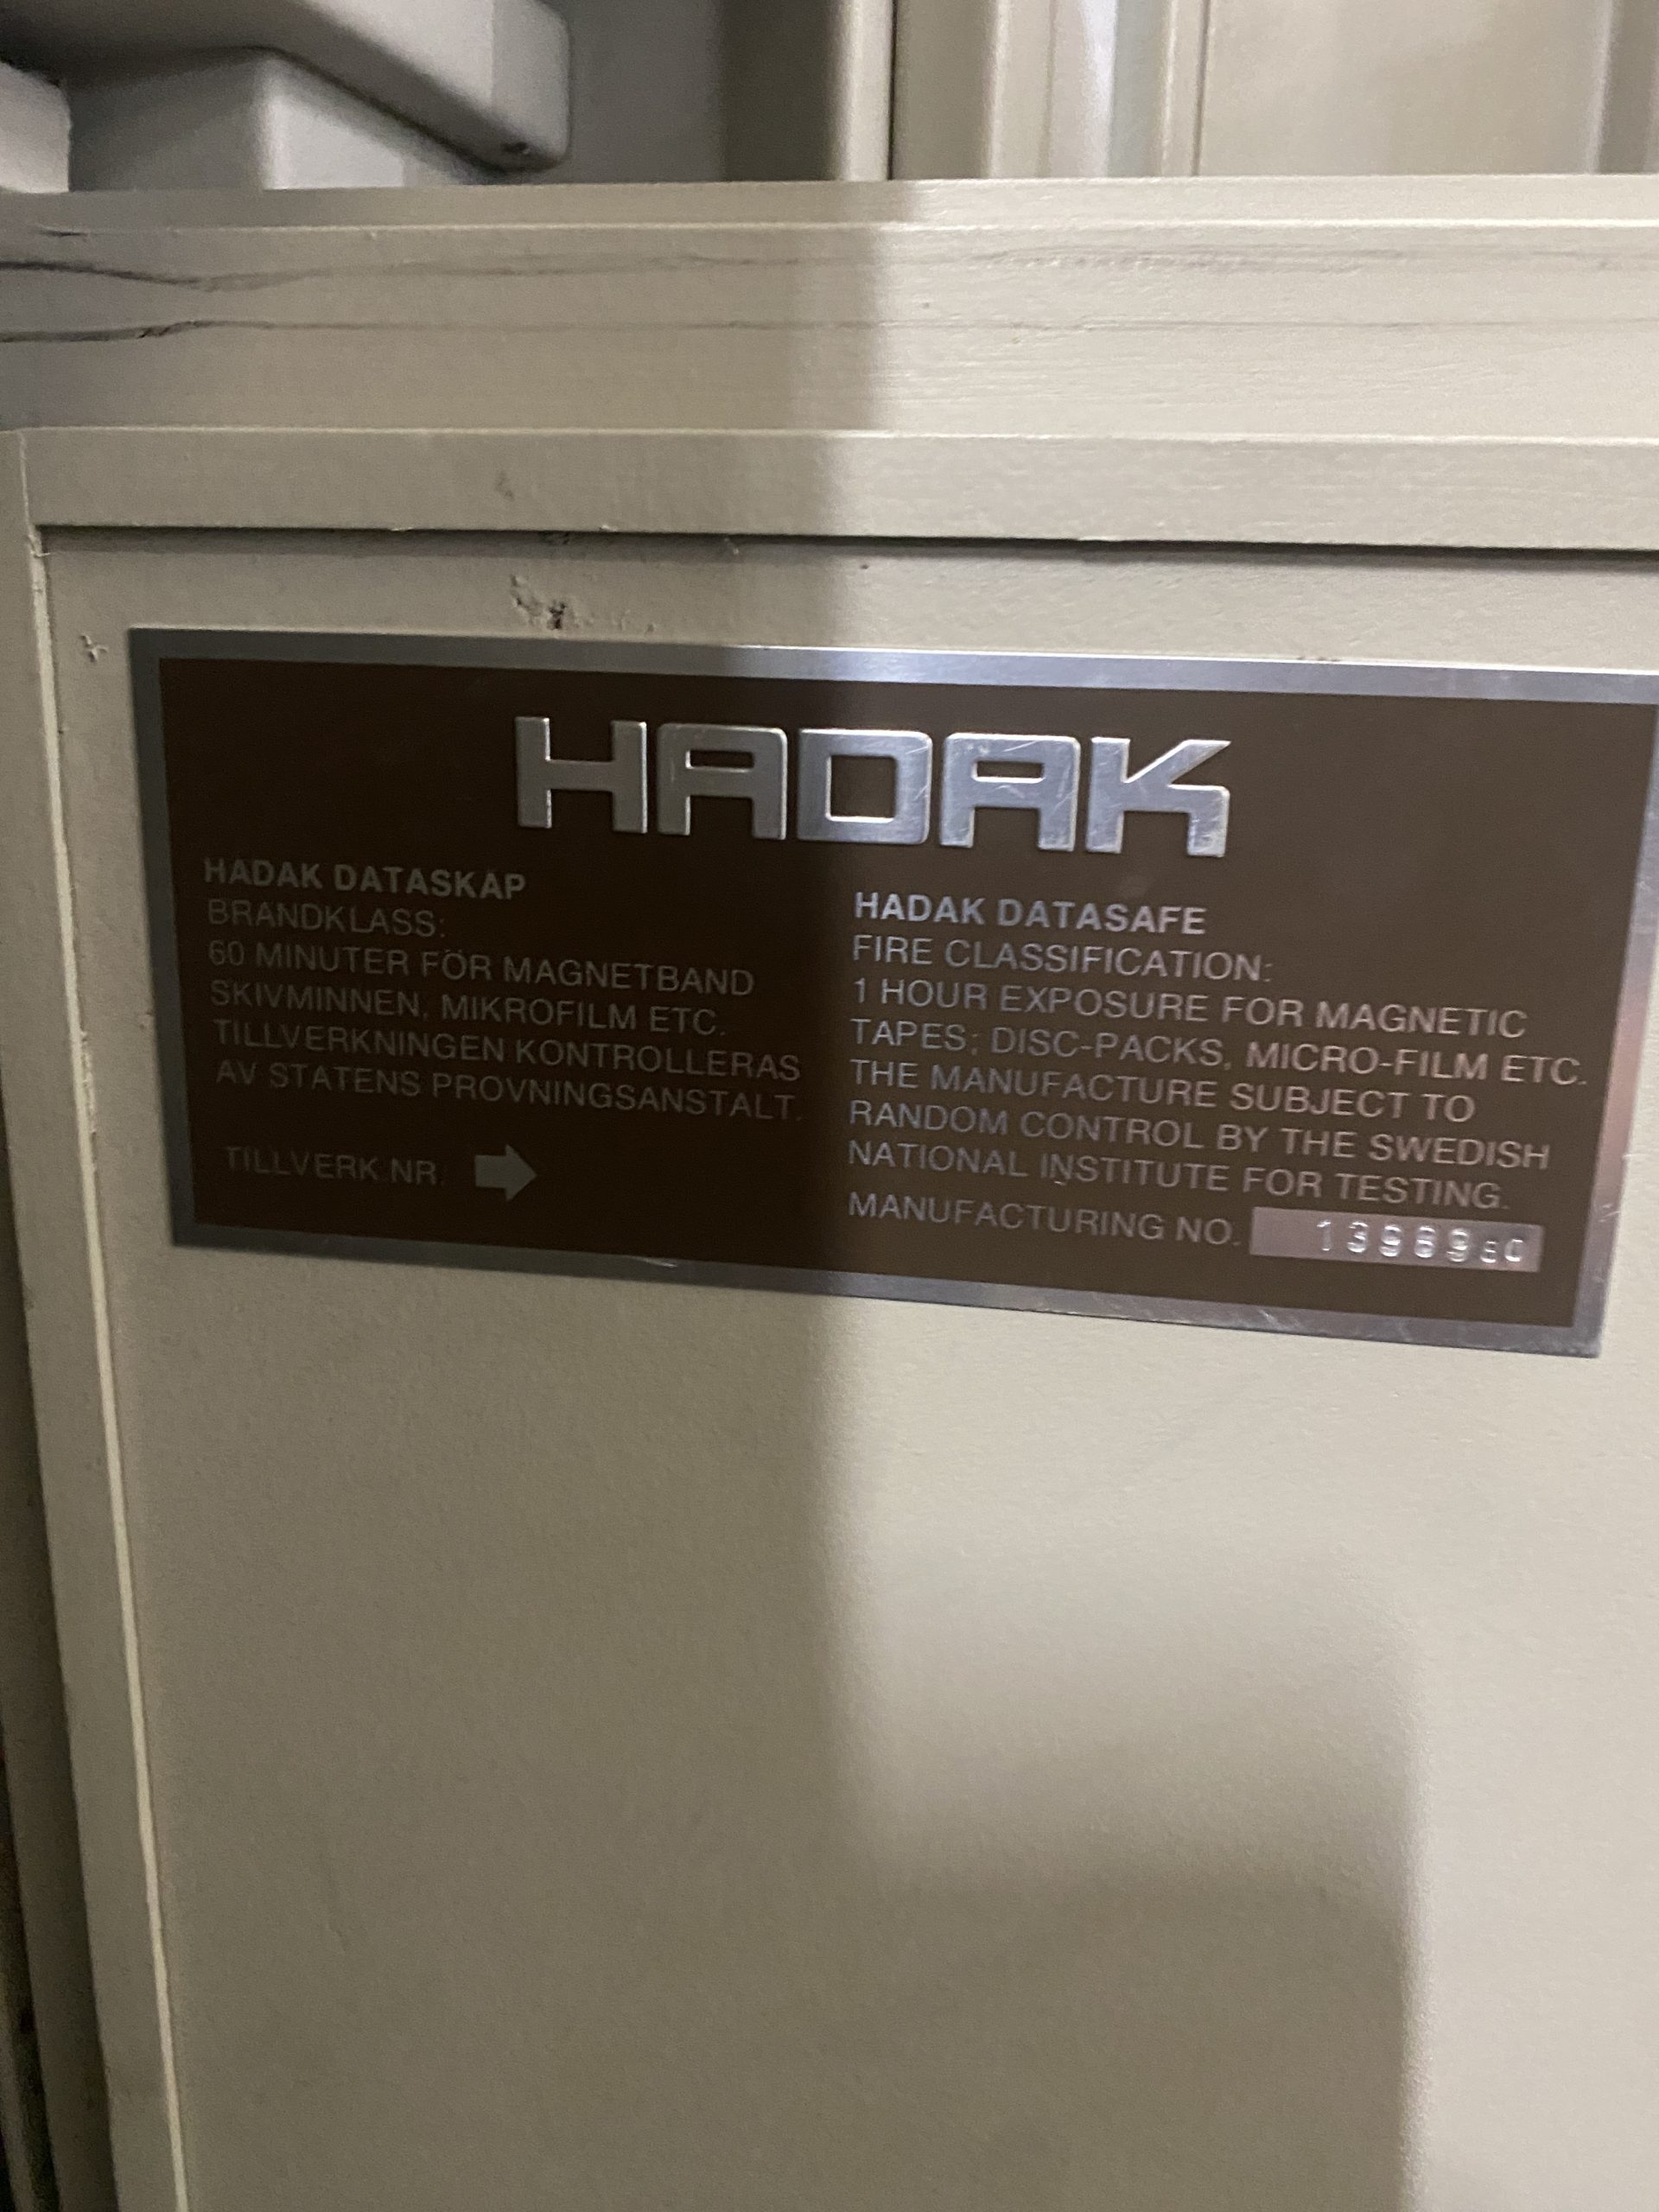 HADAK
HADAK DATASKAP
BRANDKLASS:
60 MINUTER FÖR MAGNETBAND
SKIVMINNEN, MIKROFILM ETC.
TILLVERKNINGEN KONTROLLERAS
AV STATENS PROVNINGSANSTALT.
TILLVERK.NR.
HADAK DATASAFE
FIRE CLASSIFICATION:
1 HOUR EXPOSURE FOR MAGNETIC
TAPES; DISC-PACKS, MICRO-FILM ETC.
THE MANUFACTURE SUBJECT TO
RANDOM CONTROL BY THE SWEDISH
NATIONAL INSTITUTE FOR TESTING.
MANUFACTURING NO.